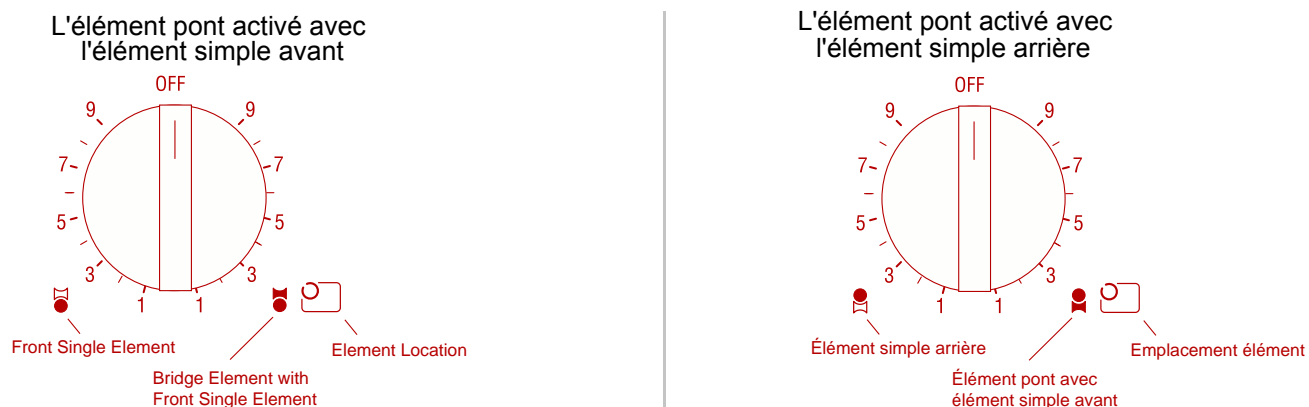 L'élément pont activé avec
l'élément simple avant
OFF
9 9
7 7
5 5
3 3
1 1
Front Single Element
Element Location
Bridge Element with
Front Single Element
L'élément pont activé avec
l'élément simple arrière
OFF
9 9
7 7
5 5
3 3
1 1
Élément simple arrière
Emplacement élément
Élément pont avec
élément simple avant